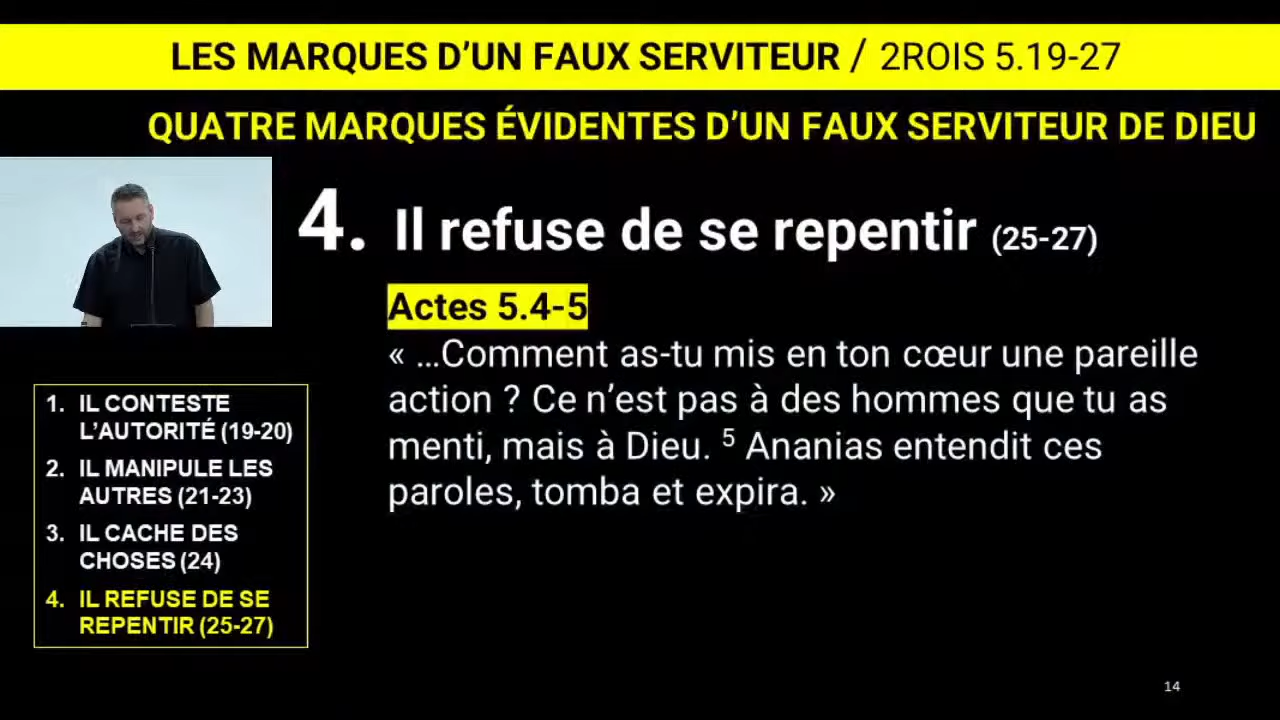 LES MARQUES D’UN FAUX SERVITEUR / 2ROIS 5.19-27
QUATRE MARQUES ÉVIDENTES D’UN FAUX SERVITEUR DE DIEU
4. Il refuse de se repentir (25-27)
Actes 5.4-5
« ...Comment as-tu mis en ton cœur une pareille
action ? Ce n’est pas à des hommes que tu as
menti, mais à Dieu. ⁵ Ananias entendit ces
paroles, tomba et expira. »
1. IL CONTESTE
L’AUTORITÉ (19-20)
2. IL MANIPULE LES
AUTRES (21-23)
3. IL CACHE DES
CHOSES (24)
4. IL REFUSE DE SE
REPENTIR (25-27)
14